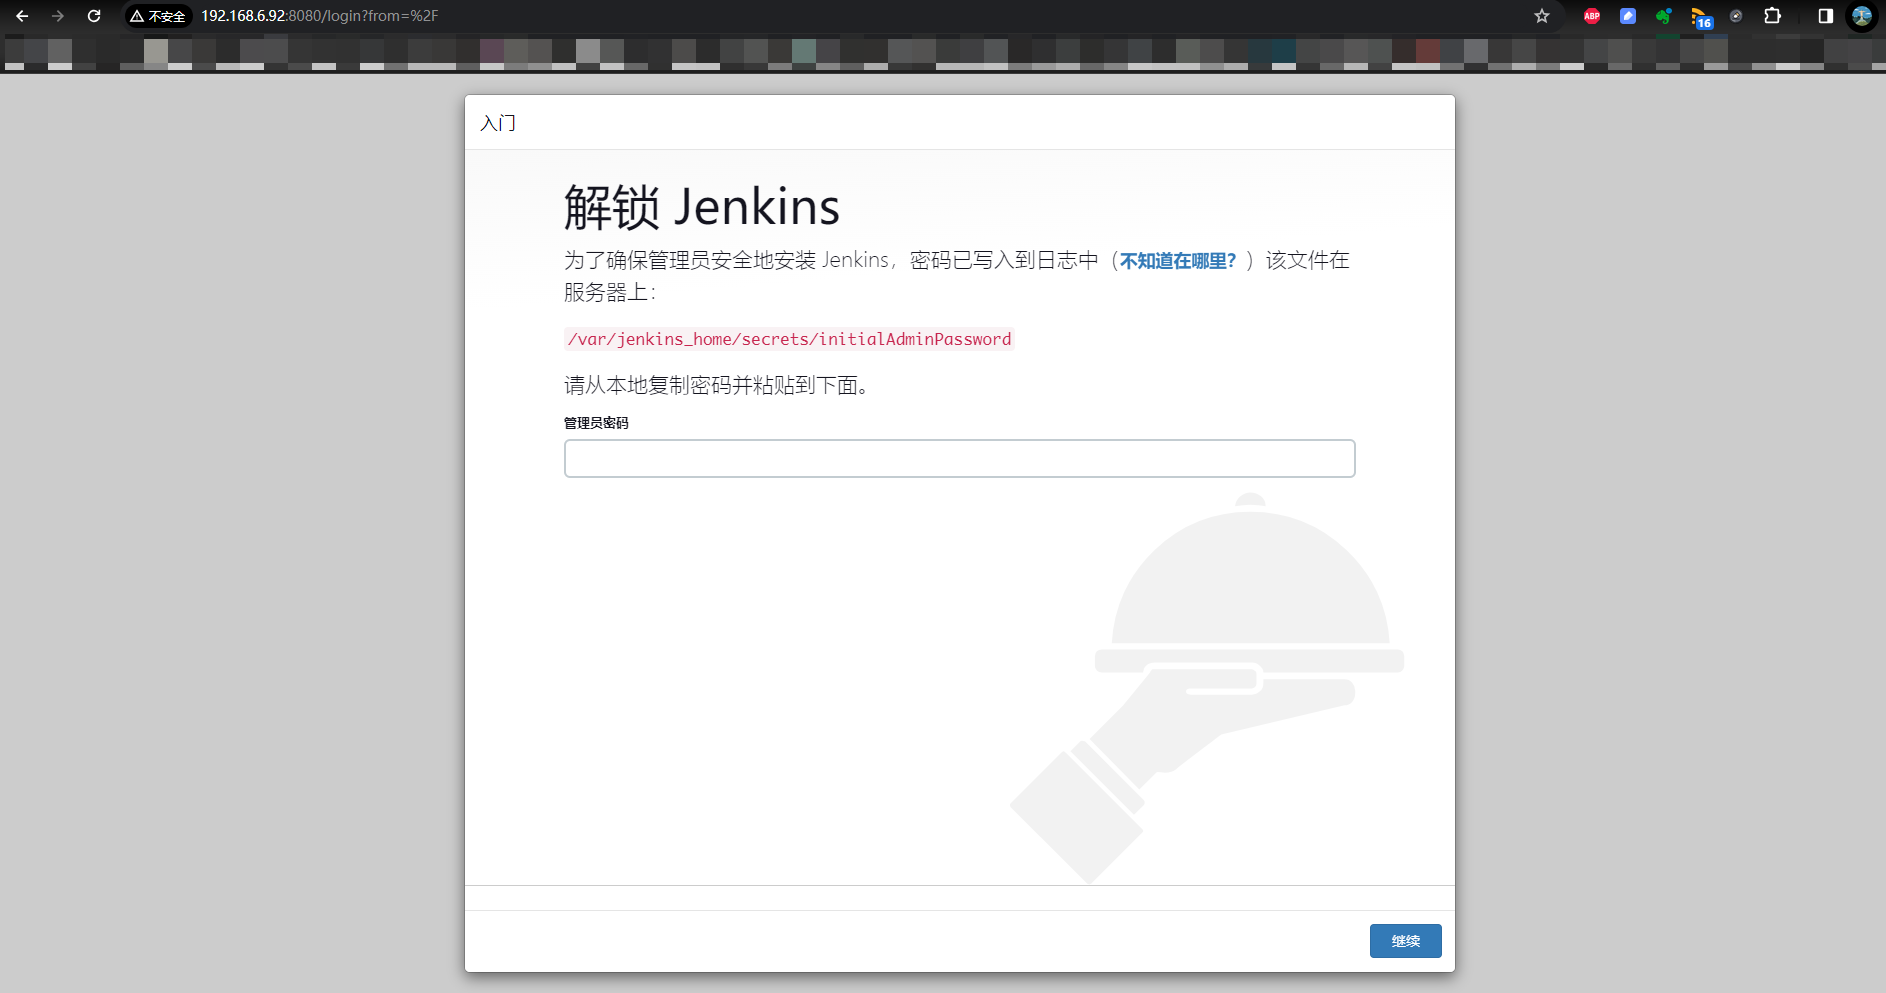 不安全 192.168.6.92:8080/login?from=%2F
ABP
16
入门
解锁 Jenkins
为了确保管理员安全地安装 Jenkins，密码已写入到日志中（不知道在哪里？）该文件在
服务器上：
/var/jenkins_home/secrets/initialAdminPassword
请从本地复制密码并粘贴到下面。
管理员密码
继续